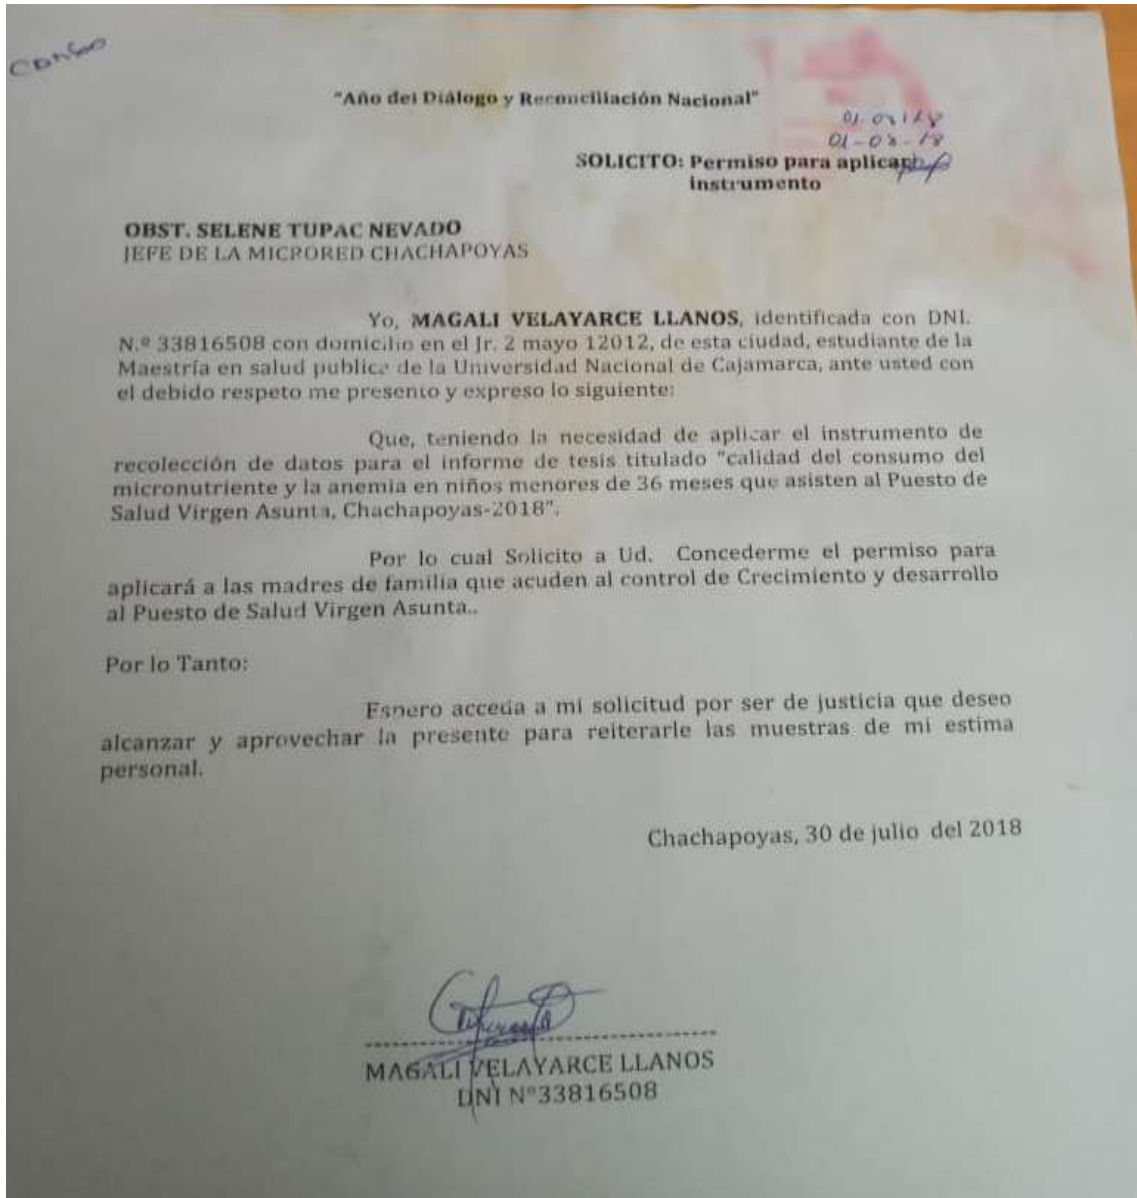 "Año del Diálogo y Reconciliación Nacional"
01-08-18
SOLICITO: Permiso para aplicar
instrumento
OBST. SELENE TUPAC NEVADO
JEFE DE LA MICRORED CHACHAPOYAS
Yo, MAGALI VELAYARCE LLANOS, identificada con DNI.
N.º 33816508 con domicilio en el Jr. 2 mayo 12012, de esta ciudad, estudiante de la
Maestría en salud publica de la Universidad Nacional de Cajamarca, ante usted con
el debido respeto me presento y expreso lo siguiente:
Que, teniendo la necesidad de aplicar el instrumento de
recolección de datos para el informe de tesis titulado "calidad del consumo del
micronutriente y la anemia en niños menores de 36 meses que asisten al Puesto de
Salud Virgen Asunta, Chachapoyas-2018".
Por lo cual Solicito a Ud. Concederme el permiso para
aplicará a las madres de familia que acuden al control de Crecimiento y desarrollo
al Puesto de Salud Virgen Asunta..
Por lo Tanto:
Espero acceda a mi solicitud por ser de justicia que deseo
alcanzar y aprovechar la presente para reiterarle las muestras de mi estima
personal.
Chachapoyas, 30 de julio del 2018
MAGALI VELAYARCE LLANOS
DNI N°33816508